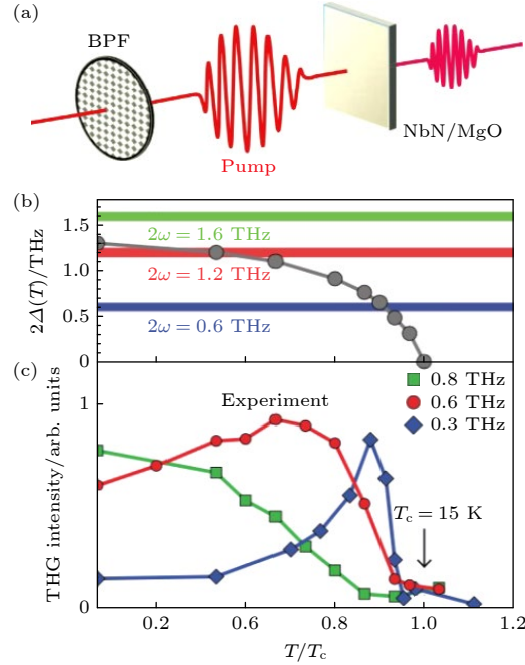 (a)
BPF
NbN/MgO
Pump
(b)
1.5
1.0
0.5
0
2Δ(T)/THz
2ω = 1.6 THz
2ω = 1.2 THz
2ω = 0.6 THz
(c)
1
0
THG intensity/arb. units
Experiment
0.8 THz
0.6 THz
0.3 THz
Tc = 15 K
0.2 0.4 0.6 0.8 1.0 1.2
T/Tc